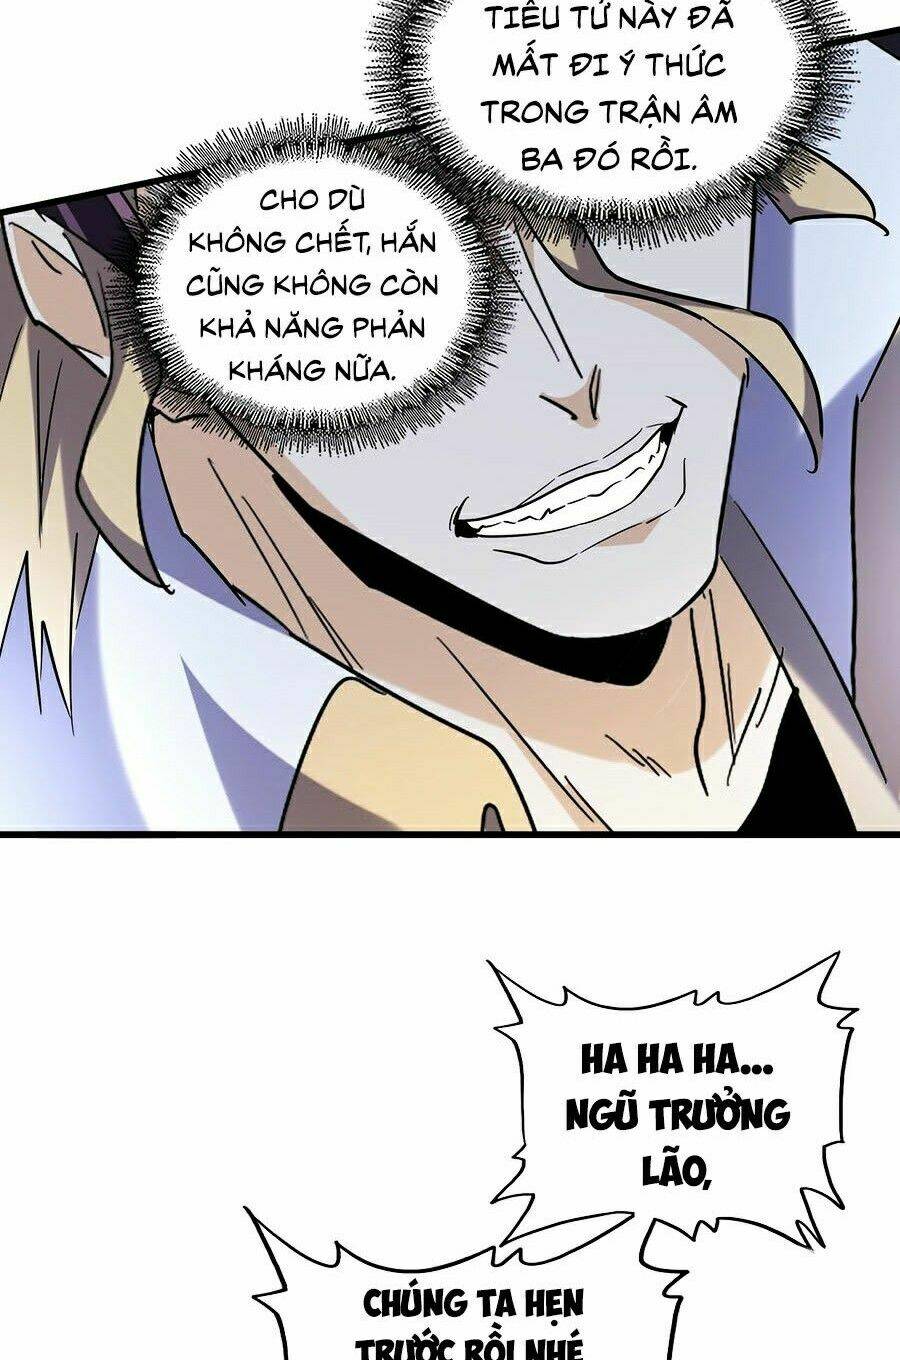 TIỂU TỬ NÀY ĐÃ
MẤT ĐI Ý THỨC
TRONG TRẬN ÂM
BA ĐÓ RỒI.
CHO DÙ
KHÔNG CHẾT, HẮN
CŨNG KHÔNG CÒN
KHẢ NĂNG PHẢN
KHÁNG NỮA.
HA HA HA...
NGŨ TRƯỞNG
LÃO,
CHÚNG TA HẸN
TRƯỚC RỒI NHÉ